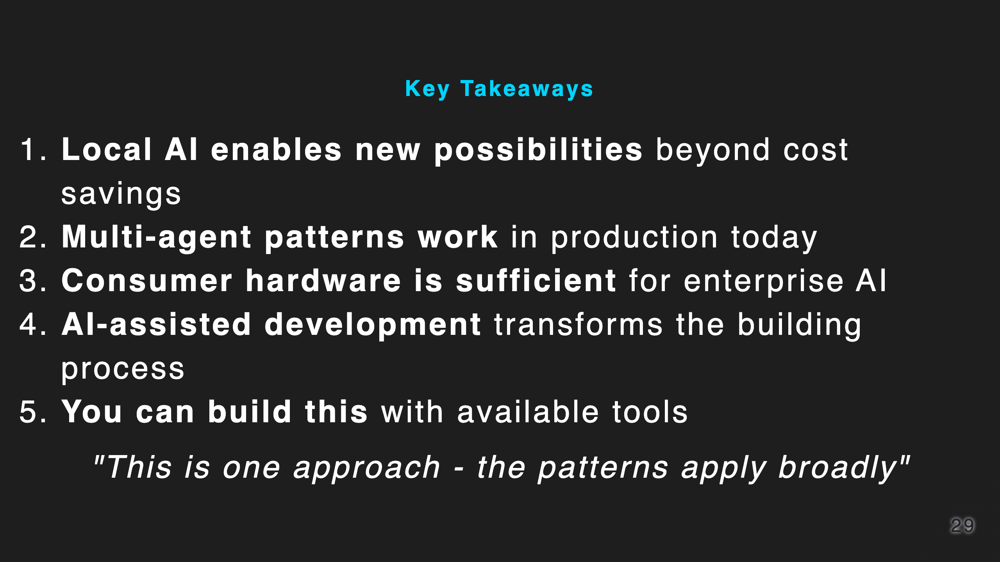 Key Takeaways
1. Local AI enables new possibilities beyond cost
savings
2. Multi-agent patterns work in production today
3. Consumer hardware is sufficient for enterprise AI
4. AI-assisted development transforms the building
process
5. You can build this with available tools
"This is one approach - the patterns apply broadly"
29